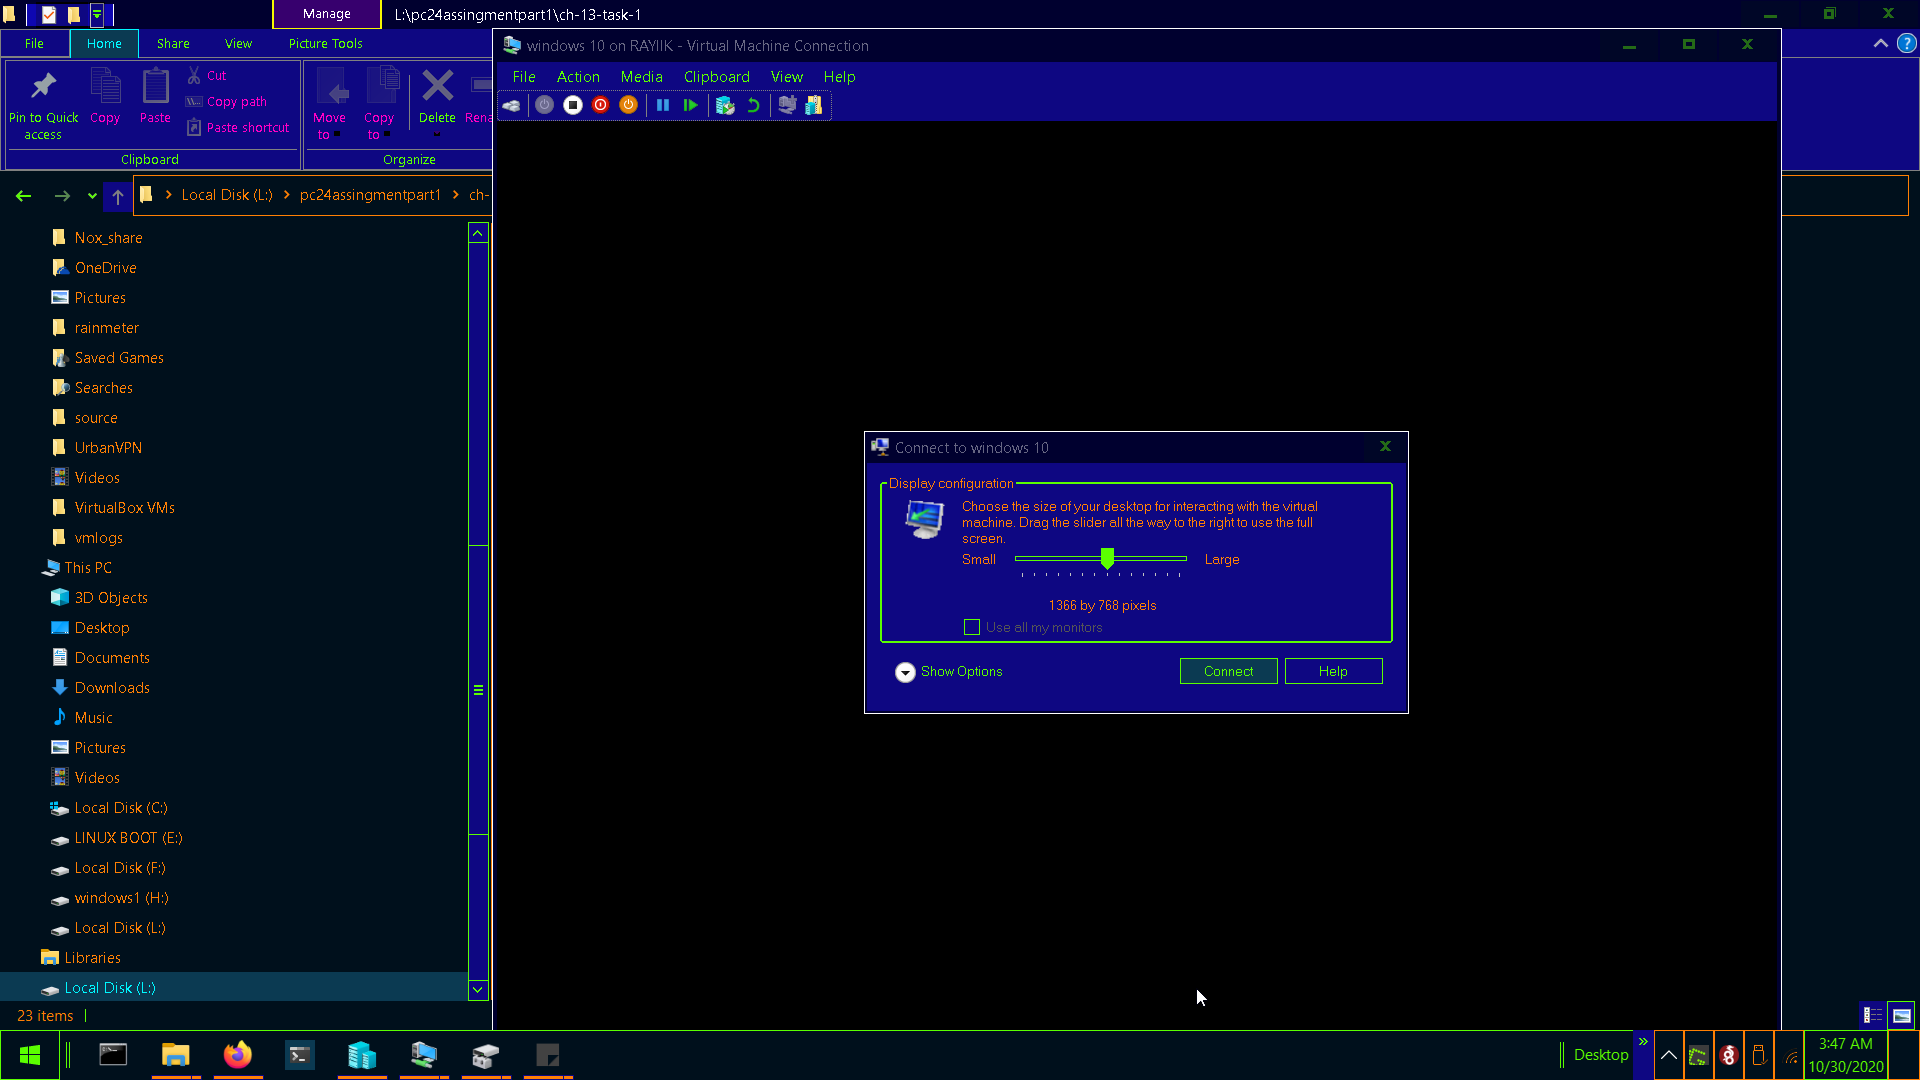 Manage
L:\pc24assingmentpart1\ch-13-task-1
File
Home
Share
View
Picture Tools
Pin to Quick
access
Copy
Paste
Cut
Copy path
Paste shortcut
Clipboard
Move
to
Copy
to
Delete
Rena
Organize
Local Disk (L:)
pc24assingmentpart1
ch-
Nox_share
OneDrive
Pictures
rainmeter
Saved Games
Searches
source
UrbanVPN
Videos
VirtualBox VMs
vmlogs
This PC
3D Objects
Desktop
Documents
Downloads
Music
Pictures
Videos
Local Disk (C:)
LINUX BOOT (E:)
Local Disk (F:)
windows1 (H:)
Local Disk (L:)
Libraries
Local Disk (L:)
23 items
windows 10 on RAYIIK - Virtual Machine Connection
File
Action
Media
Clipboard
View
Help
Connect to windows 10
Display configuration
Choose the size of your desktop for interacting with the virtual
machine. Drag the slider all the way to the right to use the full
screen.
Small
Large
1366 by 768 pixels
Use all my monitors
Show Options
Connect
Help
Desktop
3:47 AM
10/30/2020